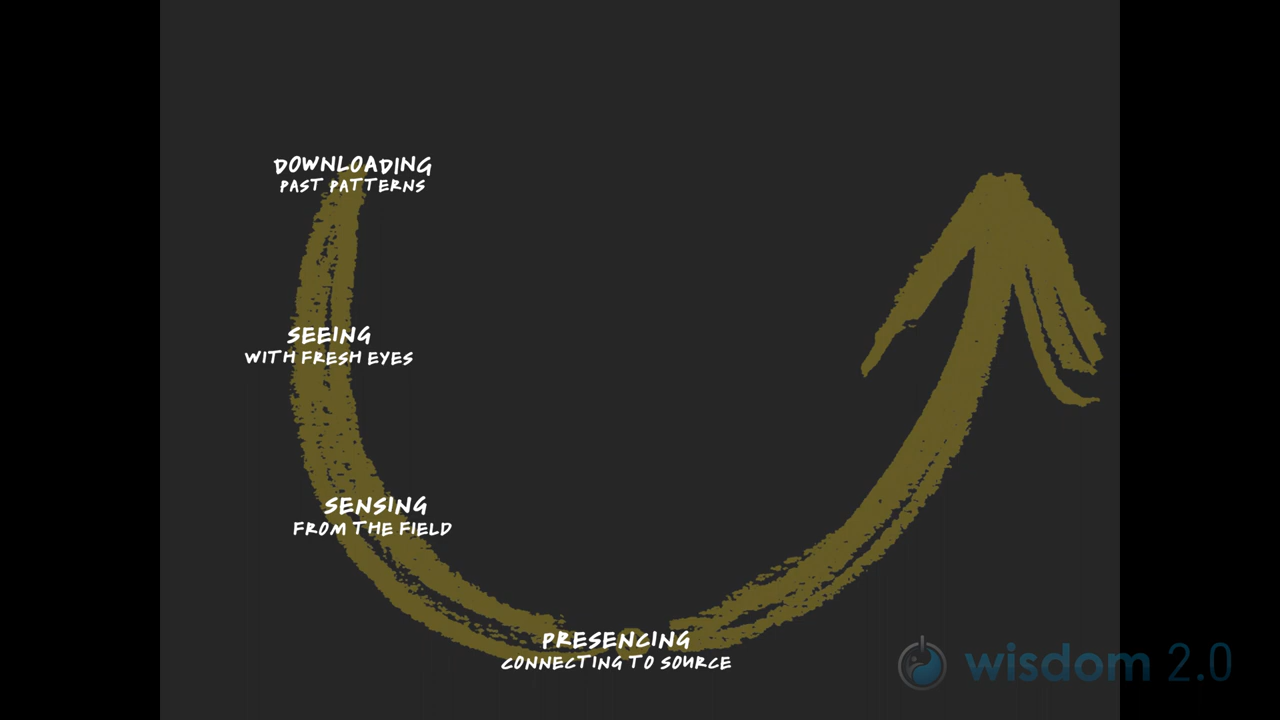 DOWNLOADING
PAST PATTERNS
SEEING
WITH FRESH EYES
SENSING
FROM THE FIELD
PRESENCING
CONNECTING TO SOURCE
wisdom 2.0